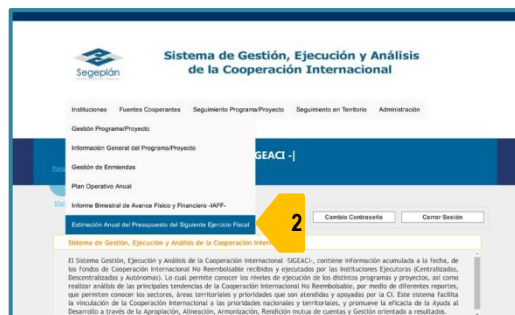 Segeplán
Sistema de Gestión, Ejecución y Análisis
de la Cooperación Internacional
Instituciones Fuentes Cooperantes Seguimiento Programa/Proyecto Seguimiento en Territorio Administración
Gestión Programa/Proyecto
Información General del Programa/Proyecto
GEACI -|
Gestión de Enmiendas
Plan Operativo Anual
Informe Bimestral de Avance Físico y Financiero -IAFF-
Estimación Anual del Presupuesto del Siguiente Ejercicio Fiscal
2
Cambio Contraseña Cerrar Sesión
Sistema de Gestión, Ejecución y Análisis de la Cooperación
El Sistema Gestión, Ejecución y Análisis de la Cooperación Internacional -SIGEACI-, contiene información acumulada a la fecha, de
los fondos de Cooperación Internacional No Reembolsable recibidos y ejecutados por las Instituciones Ejecutoras (Centralizadas,
Descentralizadas y Autónomas). Lo cual permite conocer los niveles de ejecución de los distintos programas y proyectos, así como
realizar análisis de las principales tendencias de la Cooperación Internacional No Reembolsable, por medio de diferentes reportes,
que permiten conocer los sectores, áreas territoriales y prioridades que son atendidas y apoyadas por la CI. Este sistema facilita
la vinculación de la Cooperación Internacional a las prioridades nacionales y territoriales, y promueve la eficacia de la Ayuda al
Desarrollo a través de la Apropiación, Alineación, Armonización, Rendición mutua de cuentas y Gestión orientada a resultados.